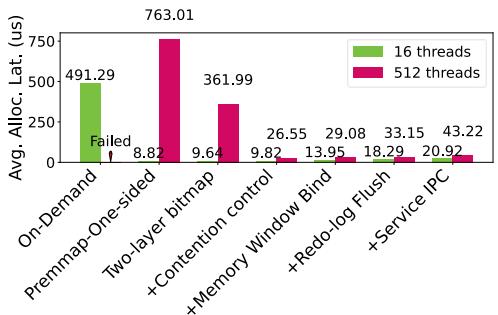 763.01
Avg. Alloc. Lat. (us)
750
500
250
0
16 threads
512 threads
491.29
Failed
8.82
361.99
9.64
26.55
9.82
29.08
13.95
33.15
18.29
43.22
20.92
On-Demand
Premmap-One-sided
Two-layer bitmap
+Contention control
+Memory Window Bind
+Redo-log Flush
+Service IPC